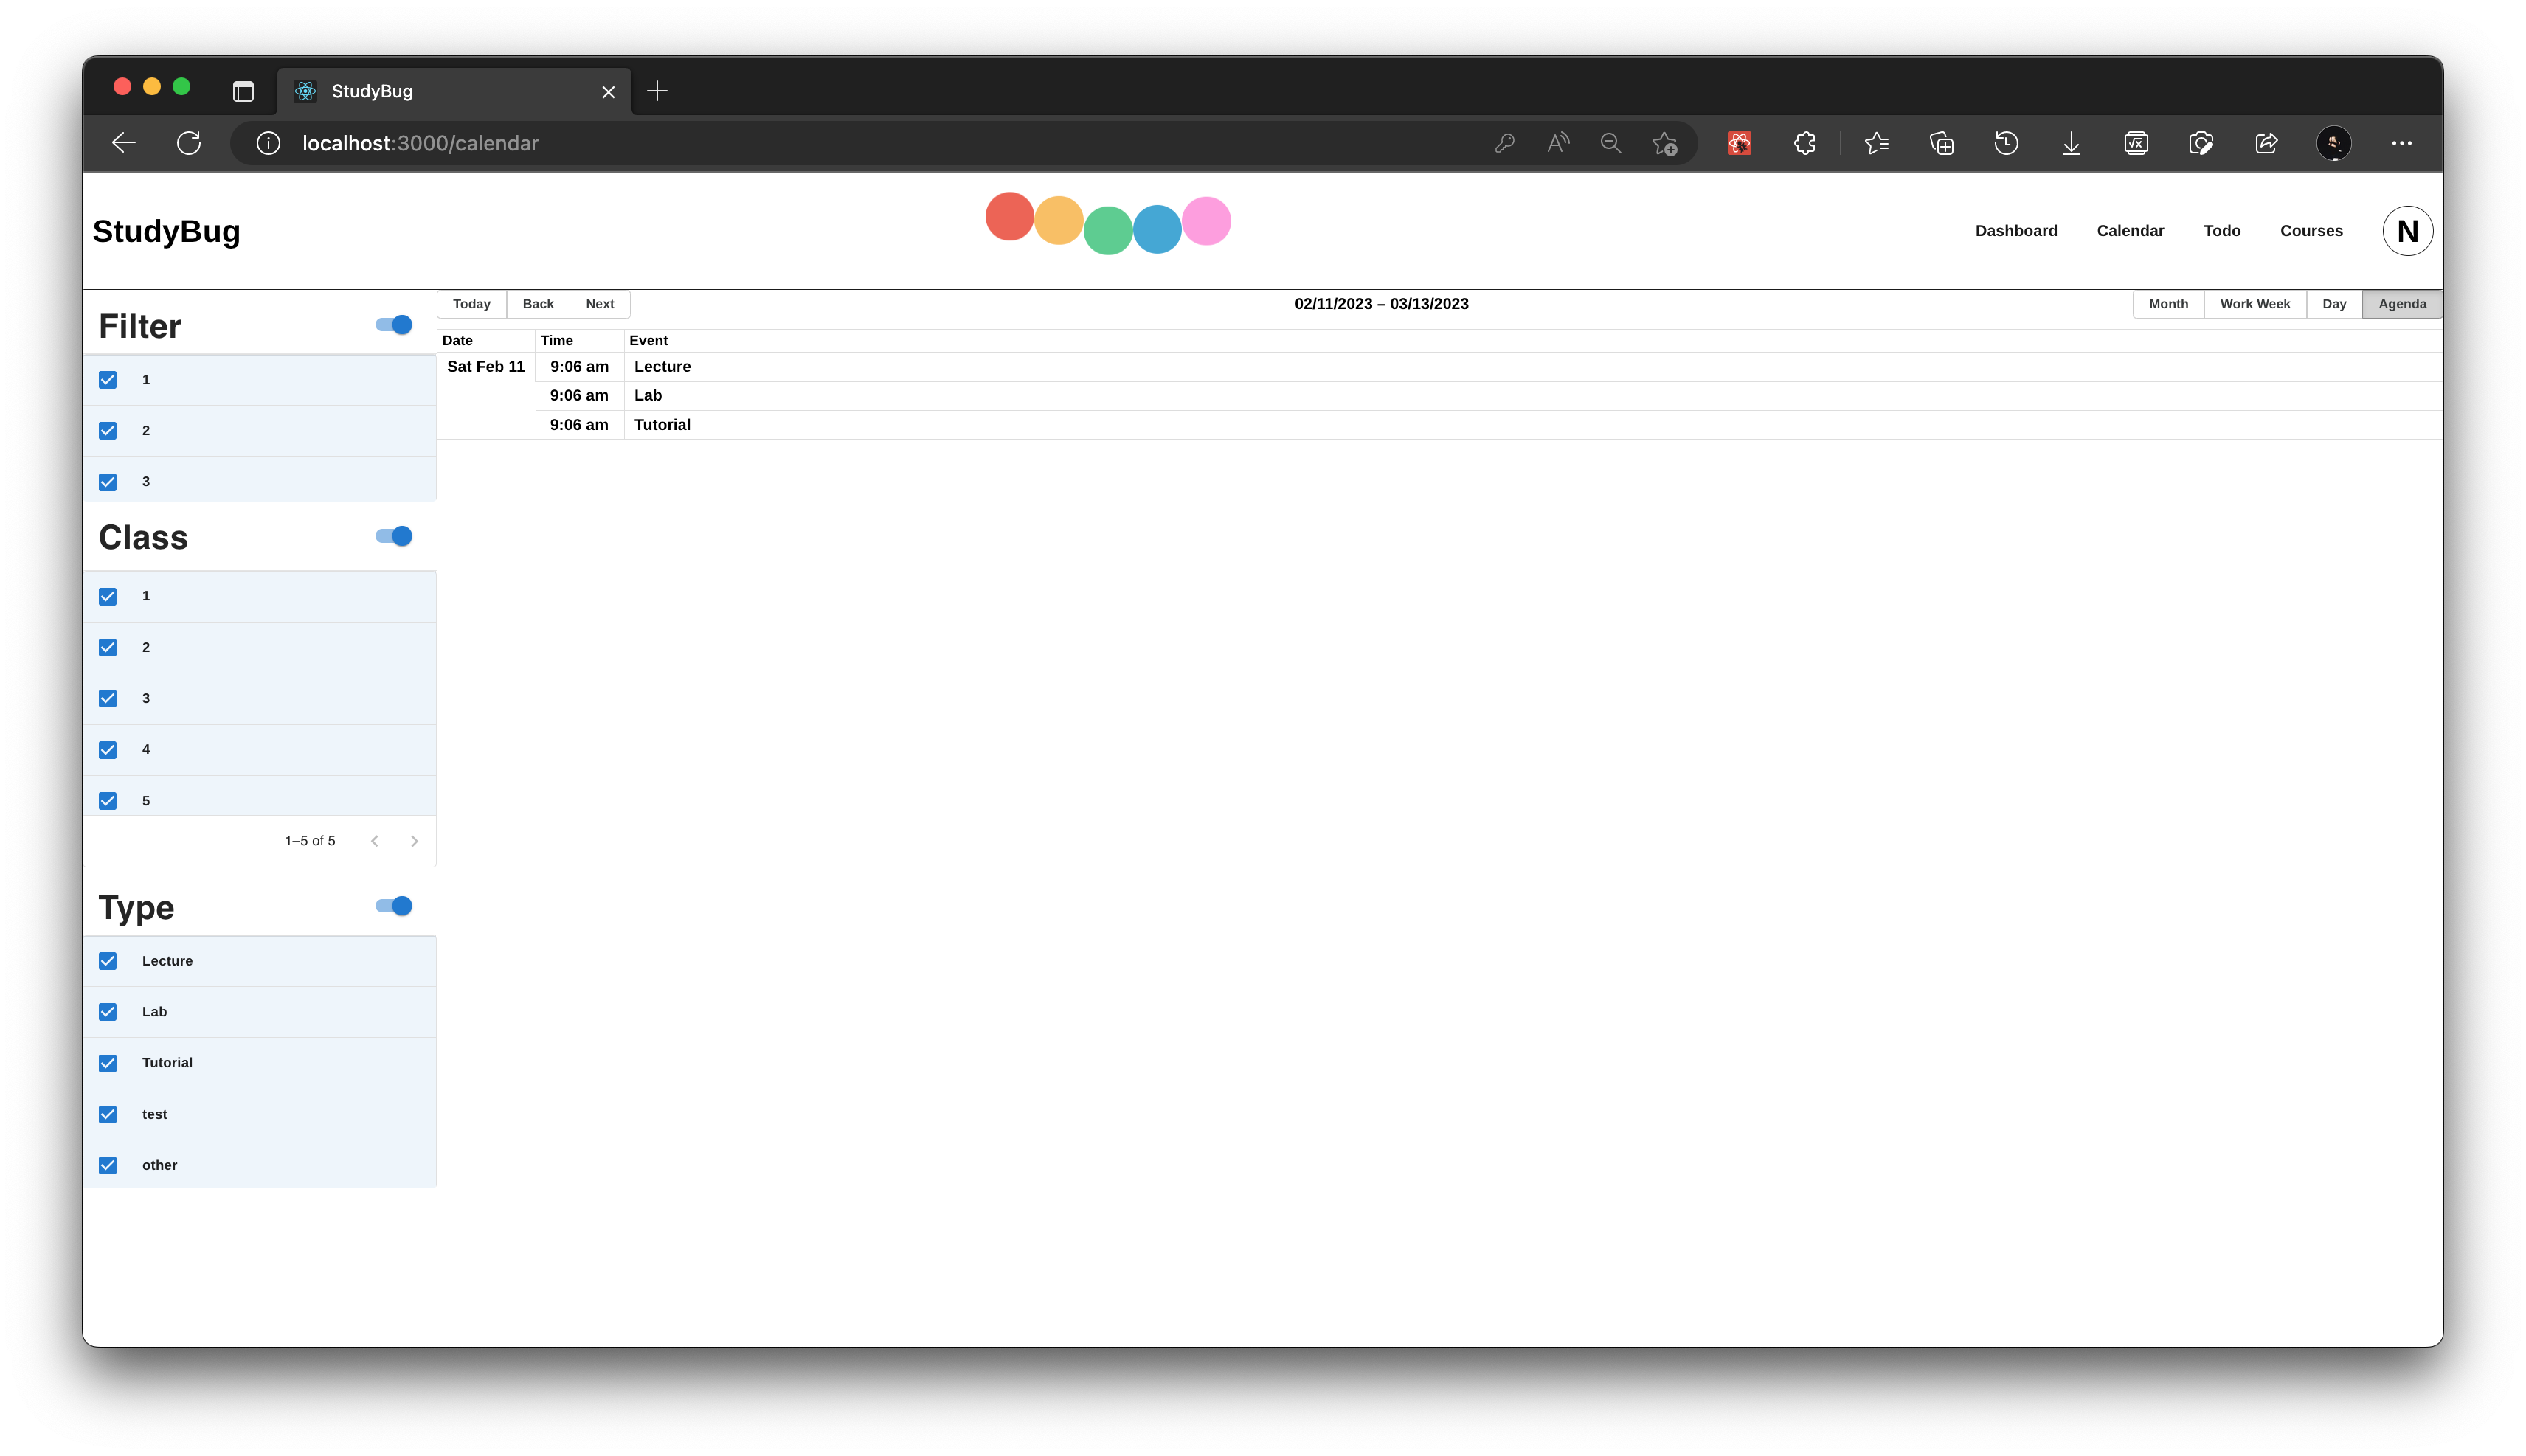 StudyBug
localhost:3000/calendar
StudyBug
Dashboard Calendar Todo Courses N
Filter
1
2
3
Class
1
2
3
4
5
1–5 of 5
Type
Lecture
Lab
Tutorial
test
other
Today Back Next 02/11/2023 – 03/13/2023 Month Work Week Day Agenda
Date Time Event
Sat Feb 11 9:06 am Lecture
9:06 am Lab
9:06 am Tutorial